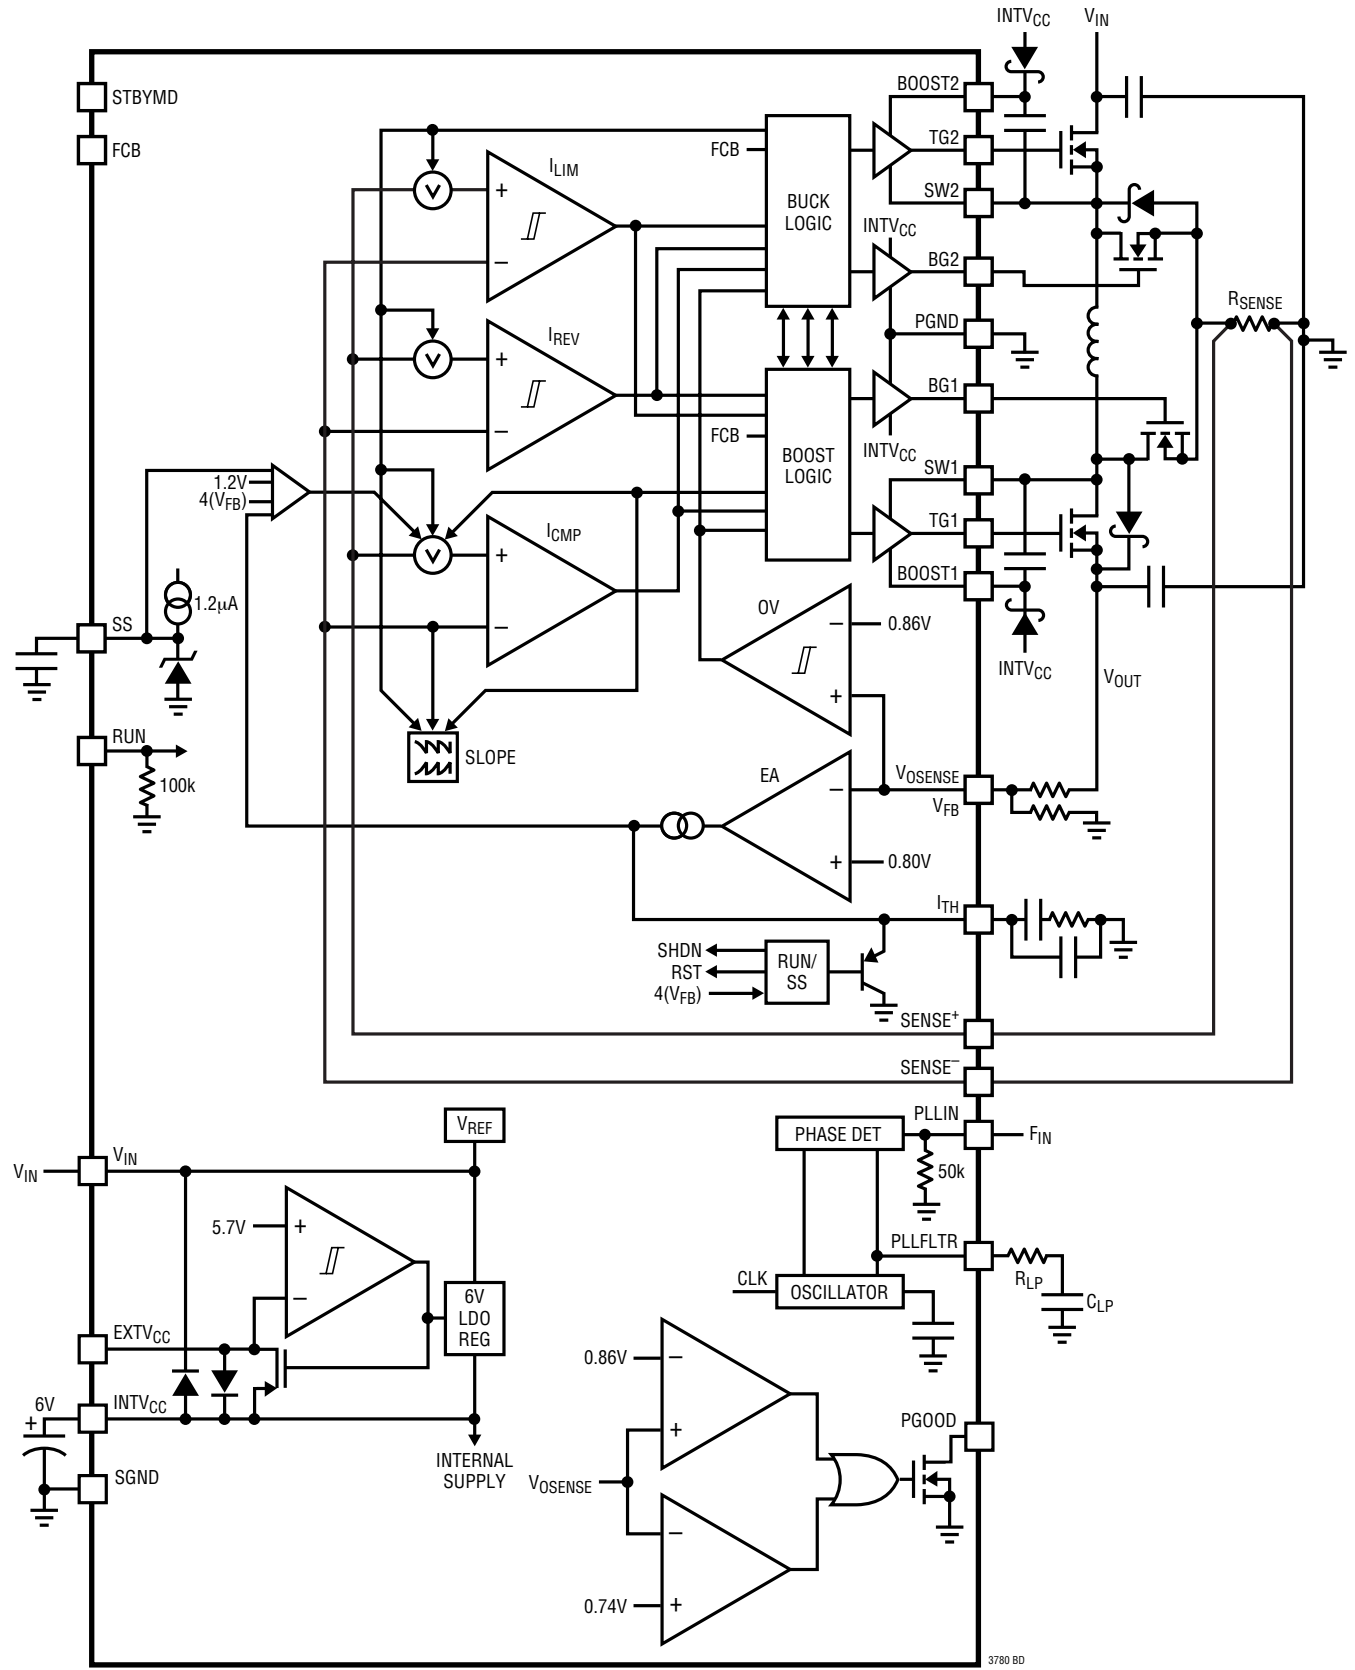 INTVCC
VIN
STBYMD
FCB
BOOST2
TG2
SW2
FCB
BUCK
LOGIC
ILIM
+
−
INTVCC
BG2
PGND
RSENSE
IREV
+
−
BG1
FCB
INTVCC
BOOST
LOGIC
SW1
1.2V
4(VFB)
ICMP
+
−
TG1
BOOST1
1.2µA
SS
OV
−
0.86V
+
INTVCC
VOUT
RUN
100k
SLOPE
EA
−
VOSENSE
VFB
+
0.80V
ITH
SHDN
RST
4(VFB)
RUN/
SS
SENSE+
SENSE−
VREF
PLLIN
PHASE DET
FIN
50k
VIN
VIN
5.7V
+
−
PLLFLTR
CLK
OSCILLATOR
RLP
CLP
6V
LDO
REG
EXTVCC
INTVCC
6V
+
SGND
INTERNAL
SUPPLY
0.86V
−
+
VOSENSE
−
0.74V
+
PGOOD
3780 BD